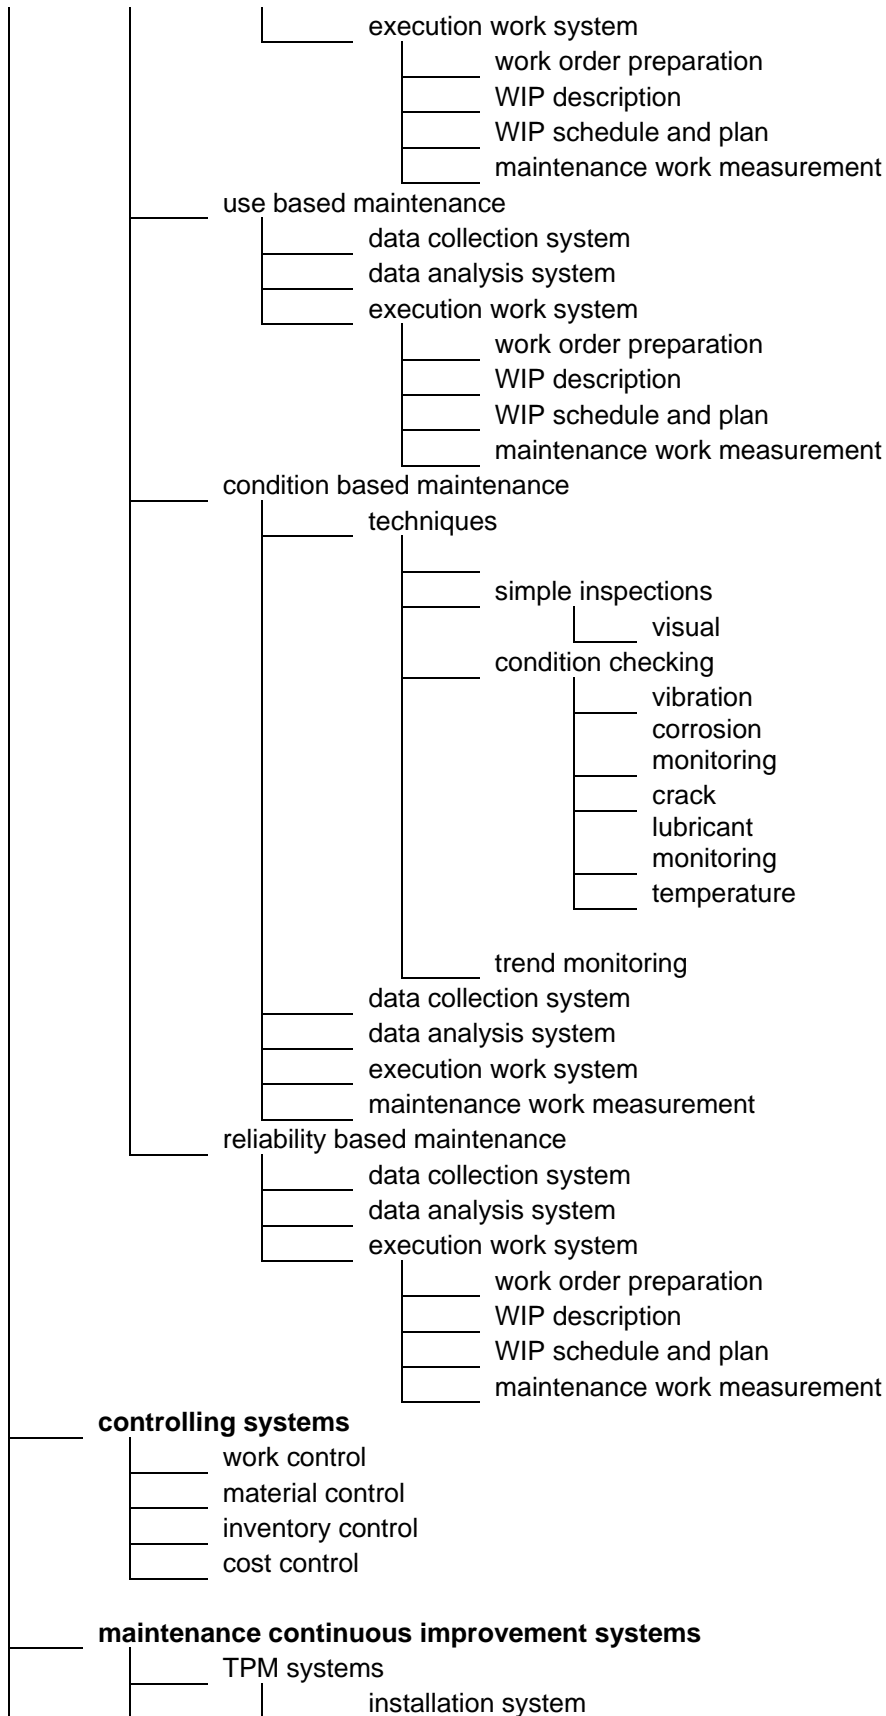 execution work system
work order preparation
WIP description
WIP schedule and plan
maintenance work measurement
use based maintenance
data collection system
data analysis system
execution work system
work order preparation
WIP description
WIP schedule and plan
maintenance work measurement
condition based maintenance
techniques
simple inspections
visual
condition checking
vibration
corrosion
monitoring
crack
lubricant
monitoring
temperature
trend monitoring
data collection system
data analysis system
execution work system
maintenance work measurement
reliability based maintenance
data collection system
data analysis system
execution work system
work order preparation
WIP description
WIP schedule and plan
maintenance work measurement
controlling systems
work control
material control
inventory control
cost control
maintenance continuous improvement systems
TPM systems
installation system